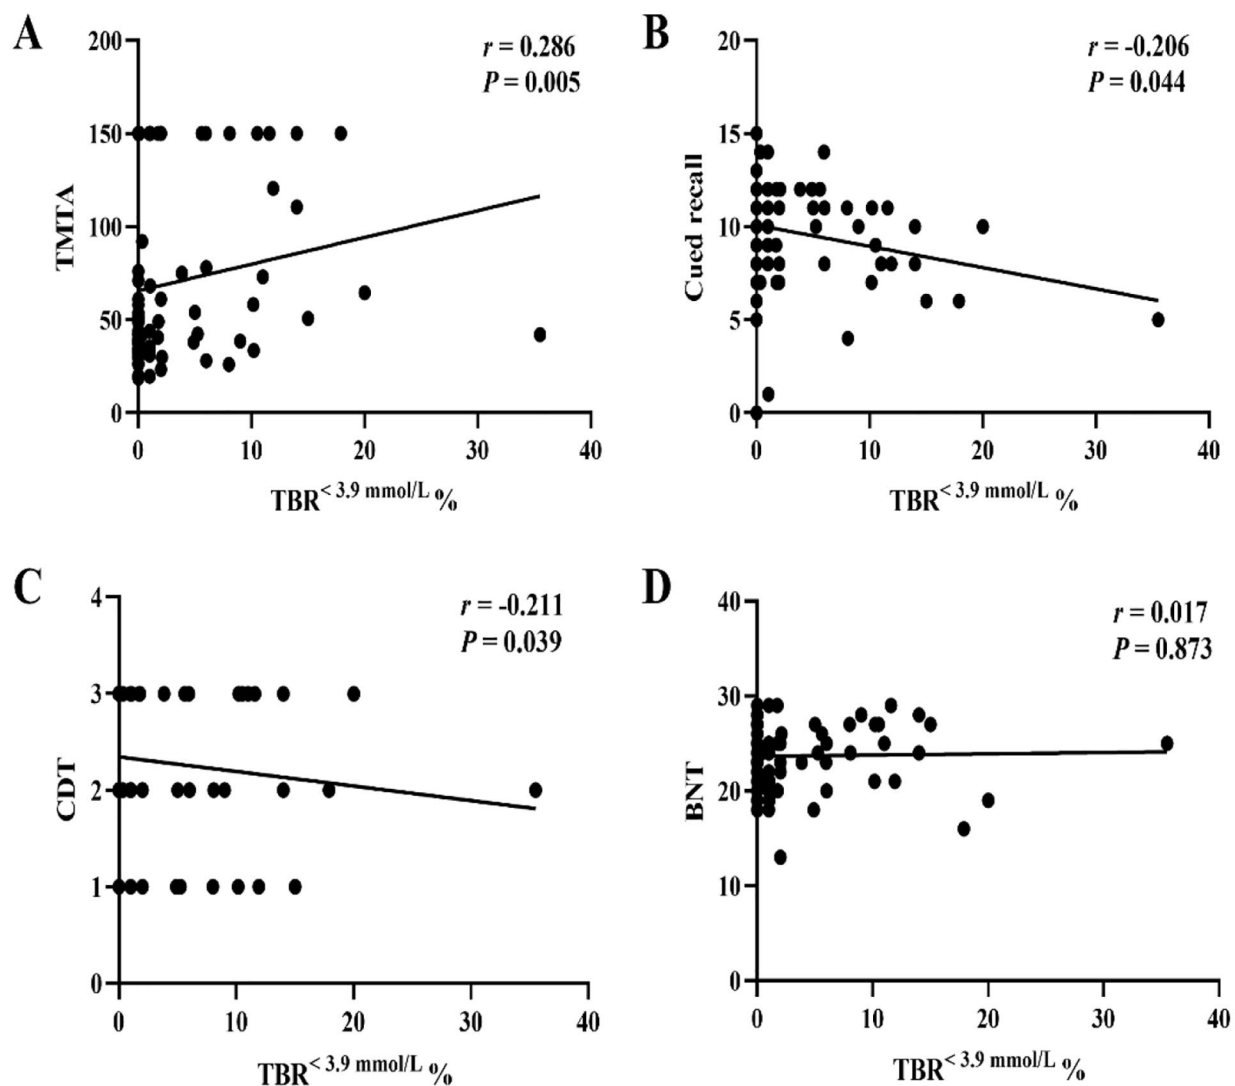 A
r = 0.286
P = 0.005
200
150
100
50
0
TMTA
0 10 20 30 40
TBR< 3.9 mmol/L %
B
r = -0.206
P = 0.044
20
15
10
5
0
Cued recall
0 10 20 30 40
TBR< 3.9 mmol/L %
C
r = -0.211
P = 0.039
4
3
2
1
0
CDT
0 10 20 30 40
TBR< 3.9 mmol/L %
D
r = 0.017
P = 0.873
40
30
20
10
0
BNT
0 10 20 30 40
TBR< 3.9 mmol/L %